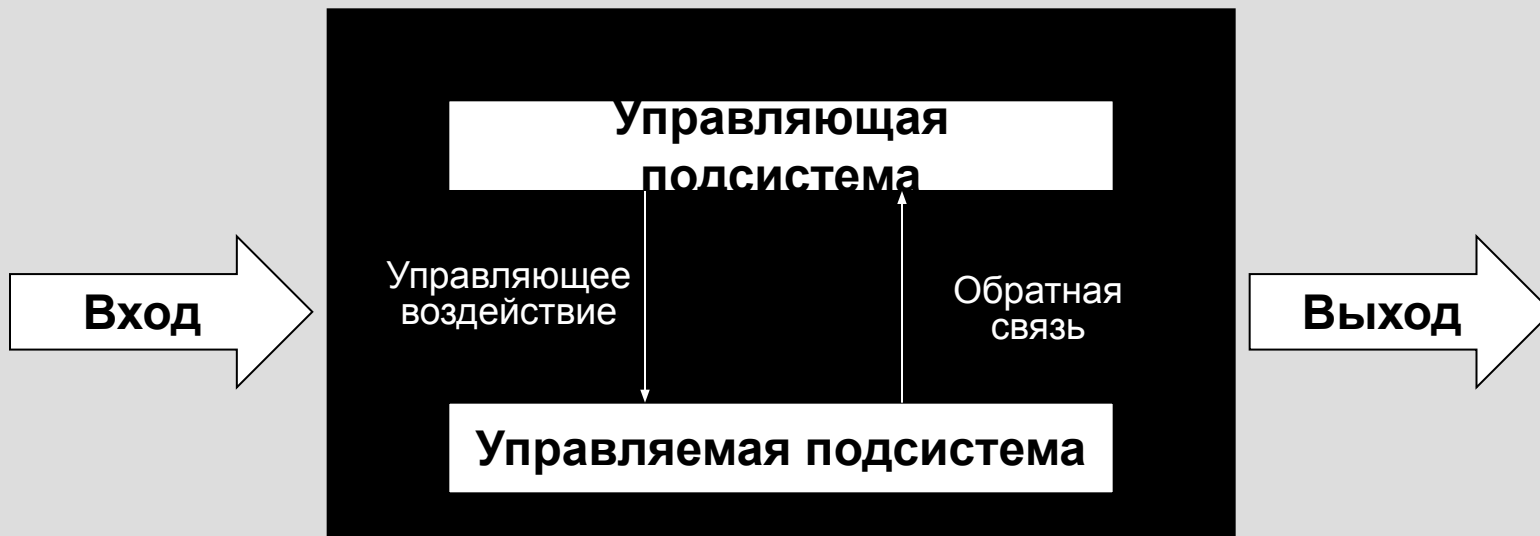 Управляющая
подсистема
Управляющее
воздействие
Обратная
связь
Вход
Выход
Управляемая подсистема